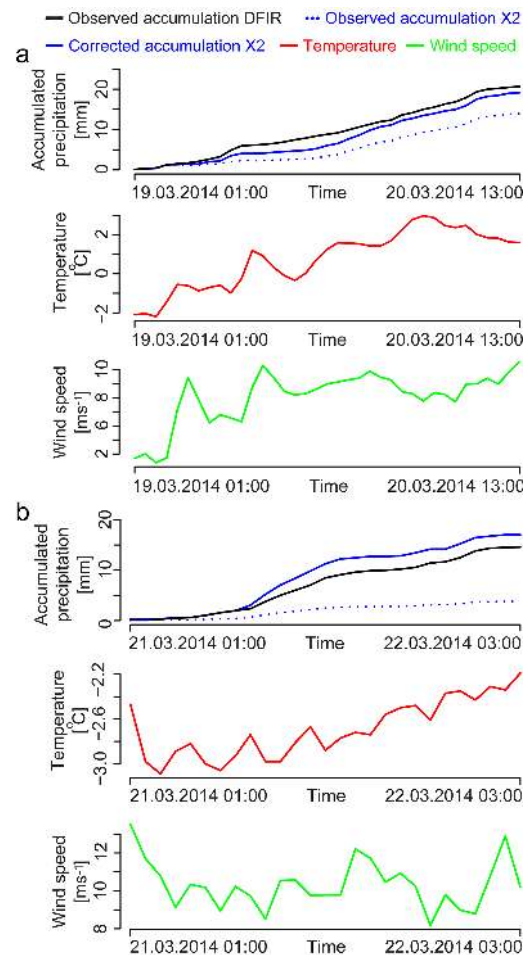 Observed accumulation DFIR Observed accumulation X2
Corrected accumulation X2 Temperature Wind speed
a
Accumulated
precipitation
[mm]
0 10 20
19.03.2014 01:00 Time 20.03.2014 13:00
Temperature
[°C]
−2 0 2
19.03.2014 01:00 Time 20.03.2014 13:00
Wind speed
[ms-1]
2 6 8 10
19.03.2014 01:00 Time 20.03.2014 13:00
b
Accumulated
precipitation
[mm]
0 10 20
21.03.2014 01:00 Time 22.03.2014 03:00
Temperature
[°C]
−3.0 −2.6 −2.2
21.03.2014 01:00 Time 22.03.2014 03:00
Wind speed
[ms-1]
8 10 12
21.03.2014 01:00 Time 22.03.2014 03:00